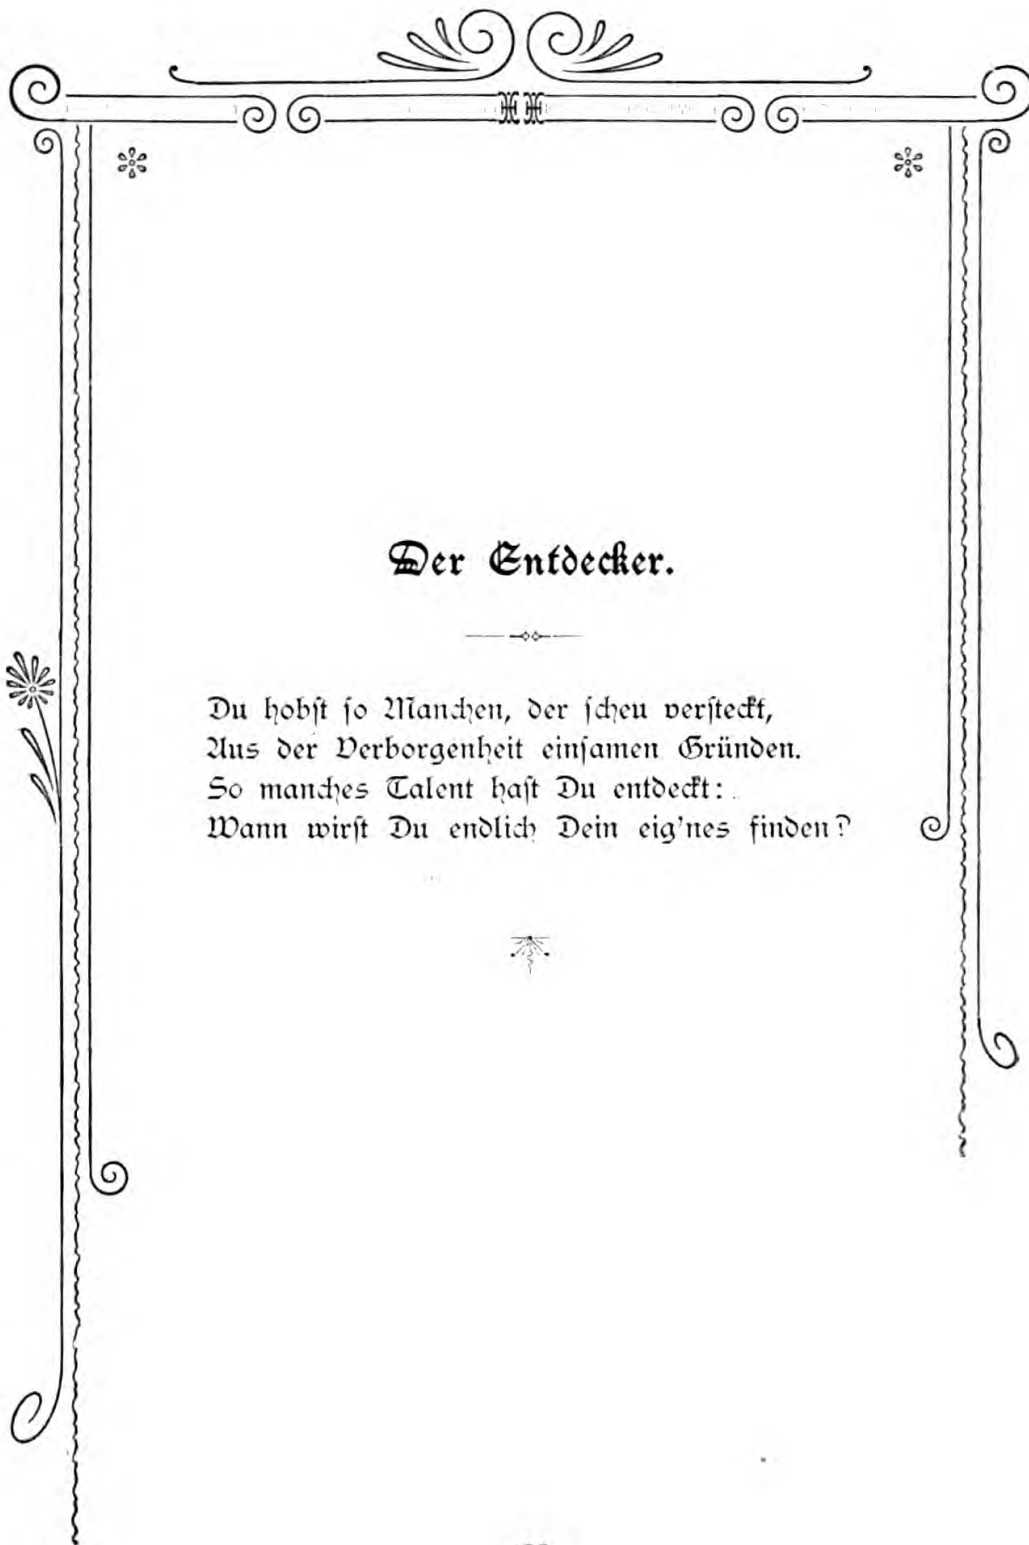 Der Entdecker.
Du hobst so Manchen, der scheu versteckt,
Aus der Verborgenheit einsamen Gründen.
So manches Talent hast Du entdeckt:
Wann wirst Du endlich Dein eig'nes finden?